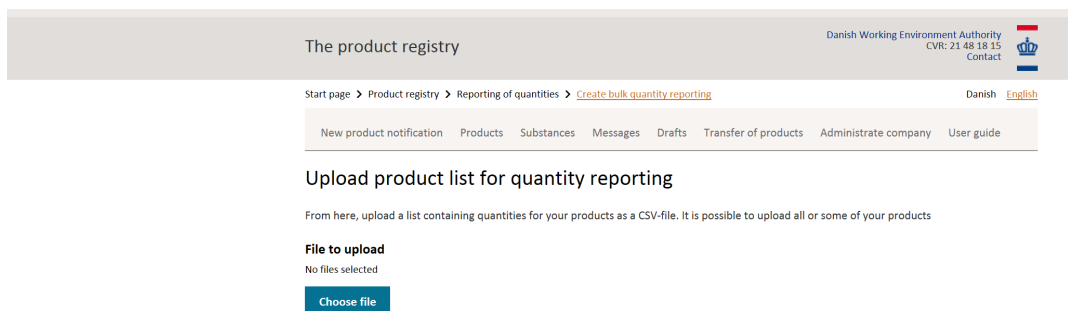 The product registry
Danish Working Environment Authority
CVR: 21 48 18 15
Contact
Start page > Product registry > Reporting of quantities > Create bulk quantity reporting
Danish English
New product notification Products Substances Messages Drafts Transfer of products Administrate company User guide
Upload product list for quantity reporting
From here, upload a list containing quantities for your products as a CSV-file. It is possible to upload all or some of your products
File to upload
No files selected
Choose file